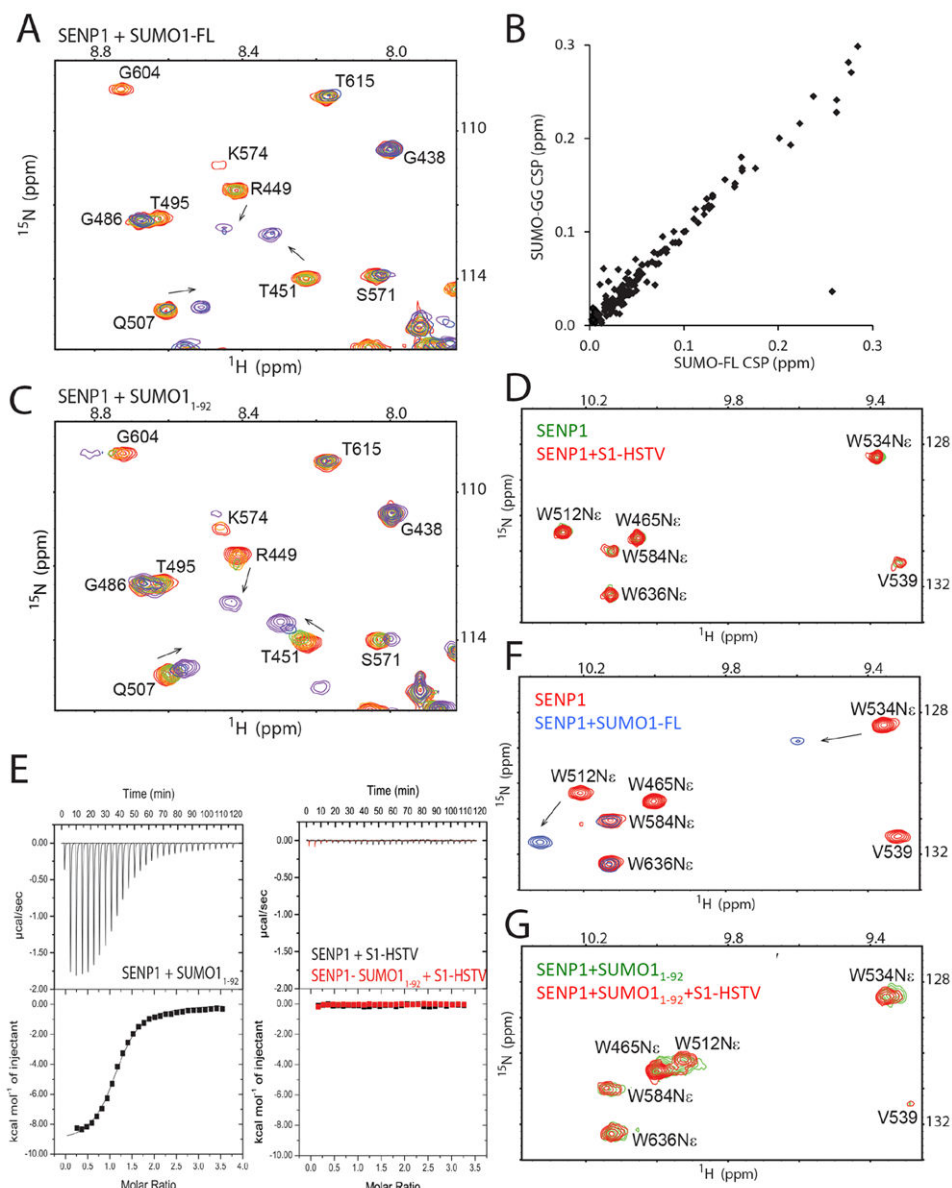 A
SENP1 + SUMO1-FL
8.8 8.4 8.0
G604
T615
110
K574
R449
G438
T495
G486
T451
S571
114
Q507
15N (ppm)
1H (ppm)
B
0.3
0.2
0.1
0.0
SUMO-GG CSP (ppm)
0.0 0.1 0.2 0.3
SUMO-FL CSP (ppm)
C
SENP1 + SUMO1 1-92
8.8 8.4 8.0
G604
T615
110
K574
R449
G438
T495
G486
T451
S571
114
Q507
15N (ppm)
1H (ppm)
D
10.2 9.8 9.4
SENP1
SENP1+S1-HSTV
W534Nε
128
W512Nε
W465Nε
W584Nε
W636Nε
V539
132
15N (ppm)
1H (ppm)
E
Time (min)
0 10 20 30 40 50 60 70 80 90 100 110 120
0.00
-0.50
-1.00
-1.50
-2.00
µcal/sec
SENP1 + SUMO1 1-92
0.00
-2.00
-4.00
-6.00
-8.00
-10.00
kcal mol-1 of injectant
0.0 0.5 1.0 1.5 2.0 2.5 3.0 3.5 4.0
Molar Ratio
Time (min)
0 10 20 30 40 50 60 70 80 90 100 110 120
0.00
-0.50
-1.00
-1.50
-2.00
µcal/sec
SENP1 + S1-HSTV
SENP1- SUMO1 1-92 + S1-HSTV
0.00
-2.00
-4.00
-6.00
-8.00
-10.00
kcal mol-1 of injectant
0.0 0.5 1.0 1.5 2.0 2.5 3.0 3.5
Molar Ratio
F
10.2 9.8 9.4
SENP1
SENP1+SUMO1-FL
W534Nε
128
W512Nε
W465Nε
W584Nε
W636Nε
V539
132
15N (ppm)
1H (ppm)
G
10.2 9.8 9.4
SENP1+SUMO1 1-92
SENP1+SUMO1 1-92+S1-HSTV
W534Nε
128
W465Nε
W512Nε
W584Nε
W636Nε
V539
132
15N (ppm)
1H (ppm)